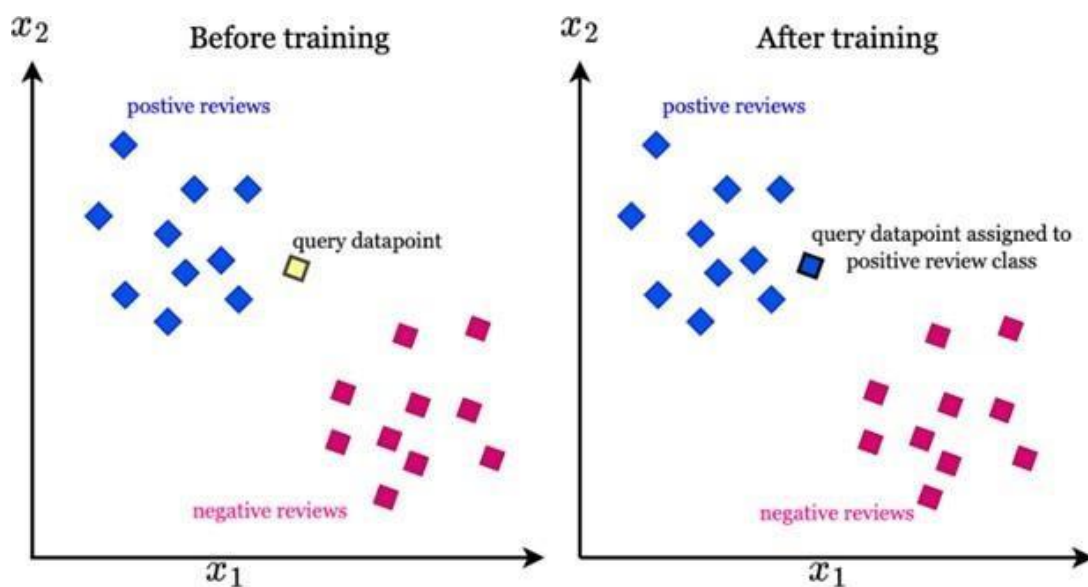 x₂
Before training
postive reviews
query datapoint
negative reviews
x₁
x₂
After training
postive reviews
query datapoint assigned to
positive review class
negative reviews
x₁